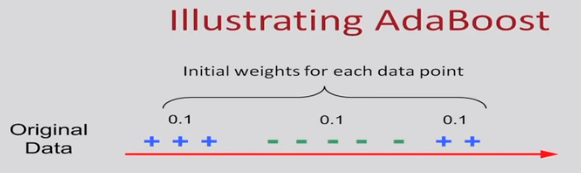 Illustrating AdaBoost
Initial weights for each data point
0.1 0.1 0.1
Original
Data
+ + + - - - - - + +